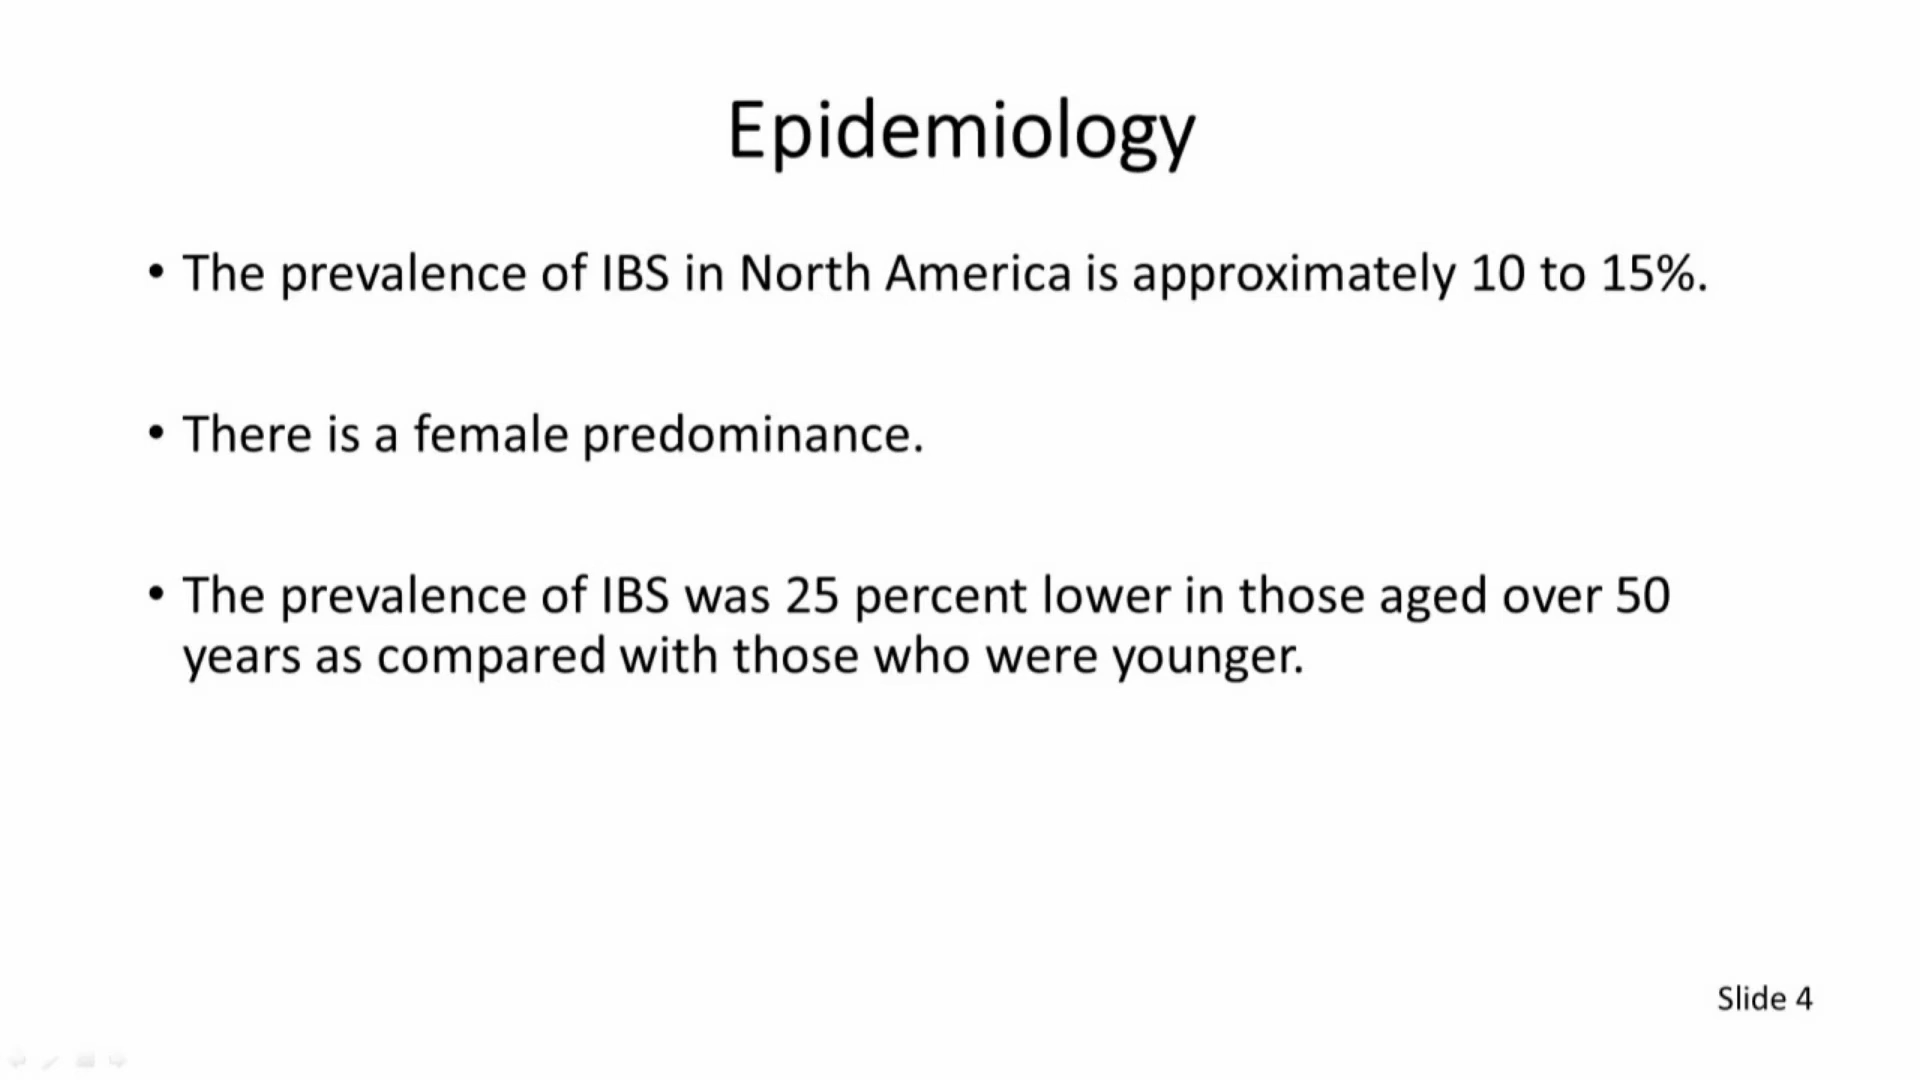 Epidemiology
• The prevalence of IBS in North America is approximately 10 to 15%.
• There is a female predominance.
• The prevalence of IBS was 25 percent lower in those aged over 50
years as compared with those who were younger.
Slide 4